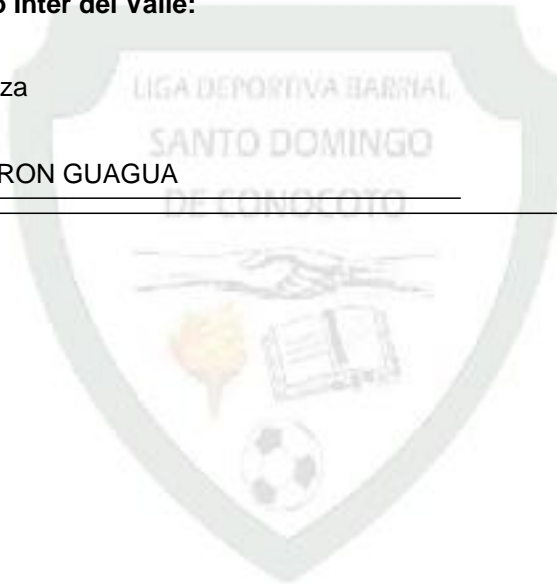 Inter del Valle:
za
LIGA DEPORTIVA BARRIAL
SANTO DOMINGO
RON GUAGUA
DE CONOCOTO